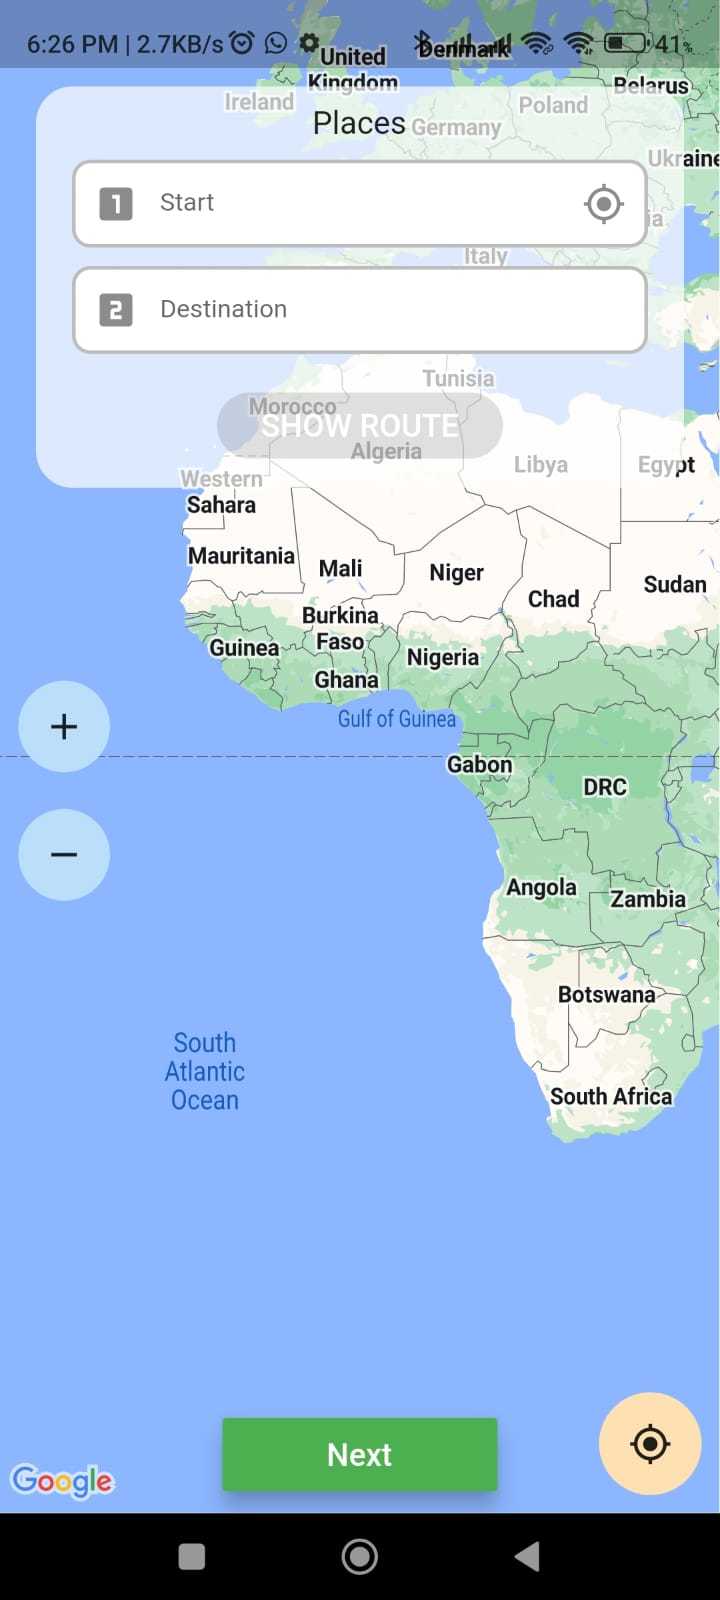 6:26 PM | 2.7KB/s
41%
United
Kingdom
Denmark
Belarus
Ireland
Poland
Places
Germany
Ukraine
1 Start
ia
Italy
2 Destination
Tunisia
Morocco
SHOW ROUTE
Algeria
Libya
Egypt
Western
Sahara
Mauritania
Mali
Niger
Chad
Sudan
Burkina
Faso
Guinea
Nigeria
Ghana
Gulf of Guinea
Gabon
DRC
Angola
Zambia
Botswana
South
Atlantic
Ocean
South Africa
Next
Google